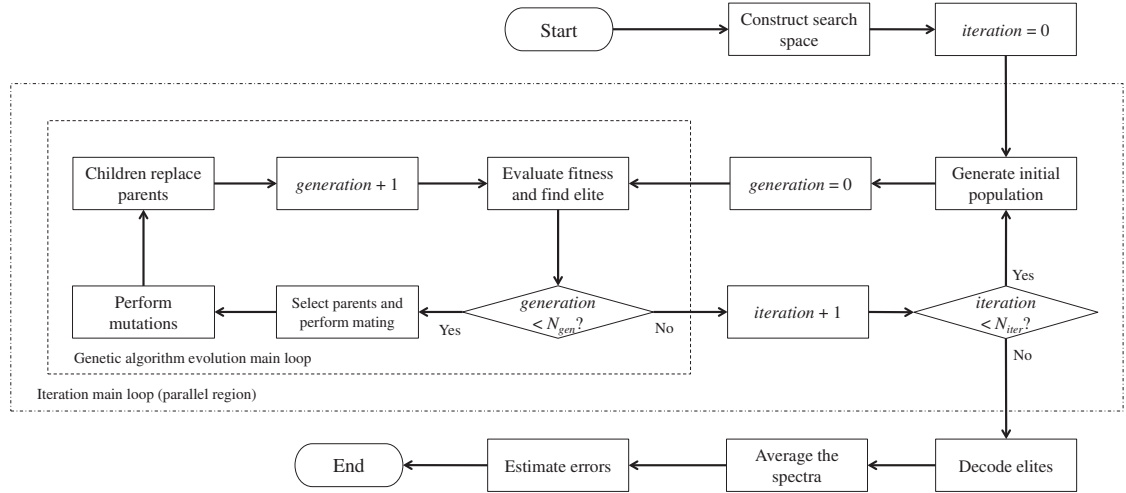 Start
Construct search
space
iteration = 0
Children replace
parents
generation + 1
Evaluate fitness
and find elite
generation = 0
Generate initial
population
Perform
mutations
Select parents and
perform mating
Yes
generation
< N_gen?
No
iteration + 1
Yes
iteration
< N_iter?
No
Genetic algorithm evolution main loop
Iteration main loop (parallel region)
End
Estimate errors
Average the
spectra
Decode elites